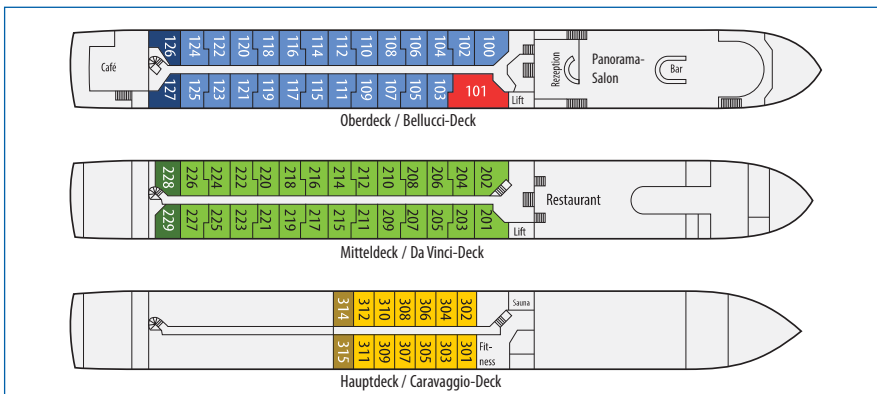 126 124 122 120 118 116 114 112 110 108 106 104 102 100
Café
Rezeption
Panorama-
Salon
Bar
127 125 123 121 119 117 115 111 109 107 105 103 101
Lift
Oberdeck / Bellucci-Deck
228 226 224 222 220 218 216 214 212 210 208 206 204 202
Restaurant
229 227 225 223 221 219 217 215 211 209 207 205 203 201
Lift
Mitteldeck / Da Vinci-Deck
314 312 310 308 306 304 302
Sauna
315 311 309 307 305 303 301
Fit-
ness
Hauptdeck / Caravaggio-Deck